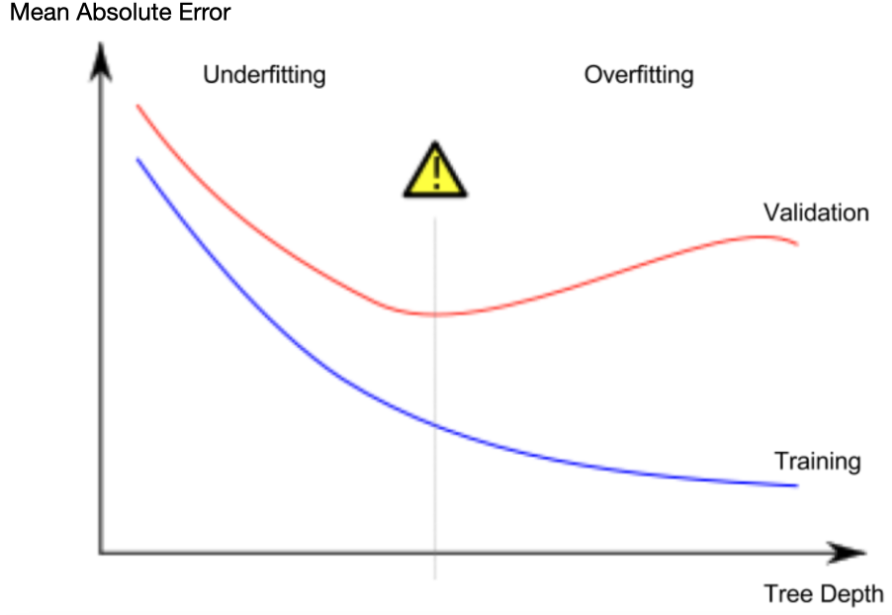 Mean Absolute Error
Underfitting
Overfitting
!
Validation
Training
Tree Depth